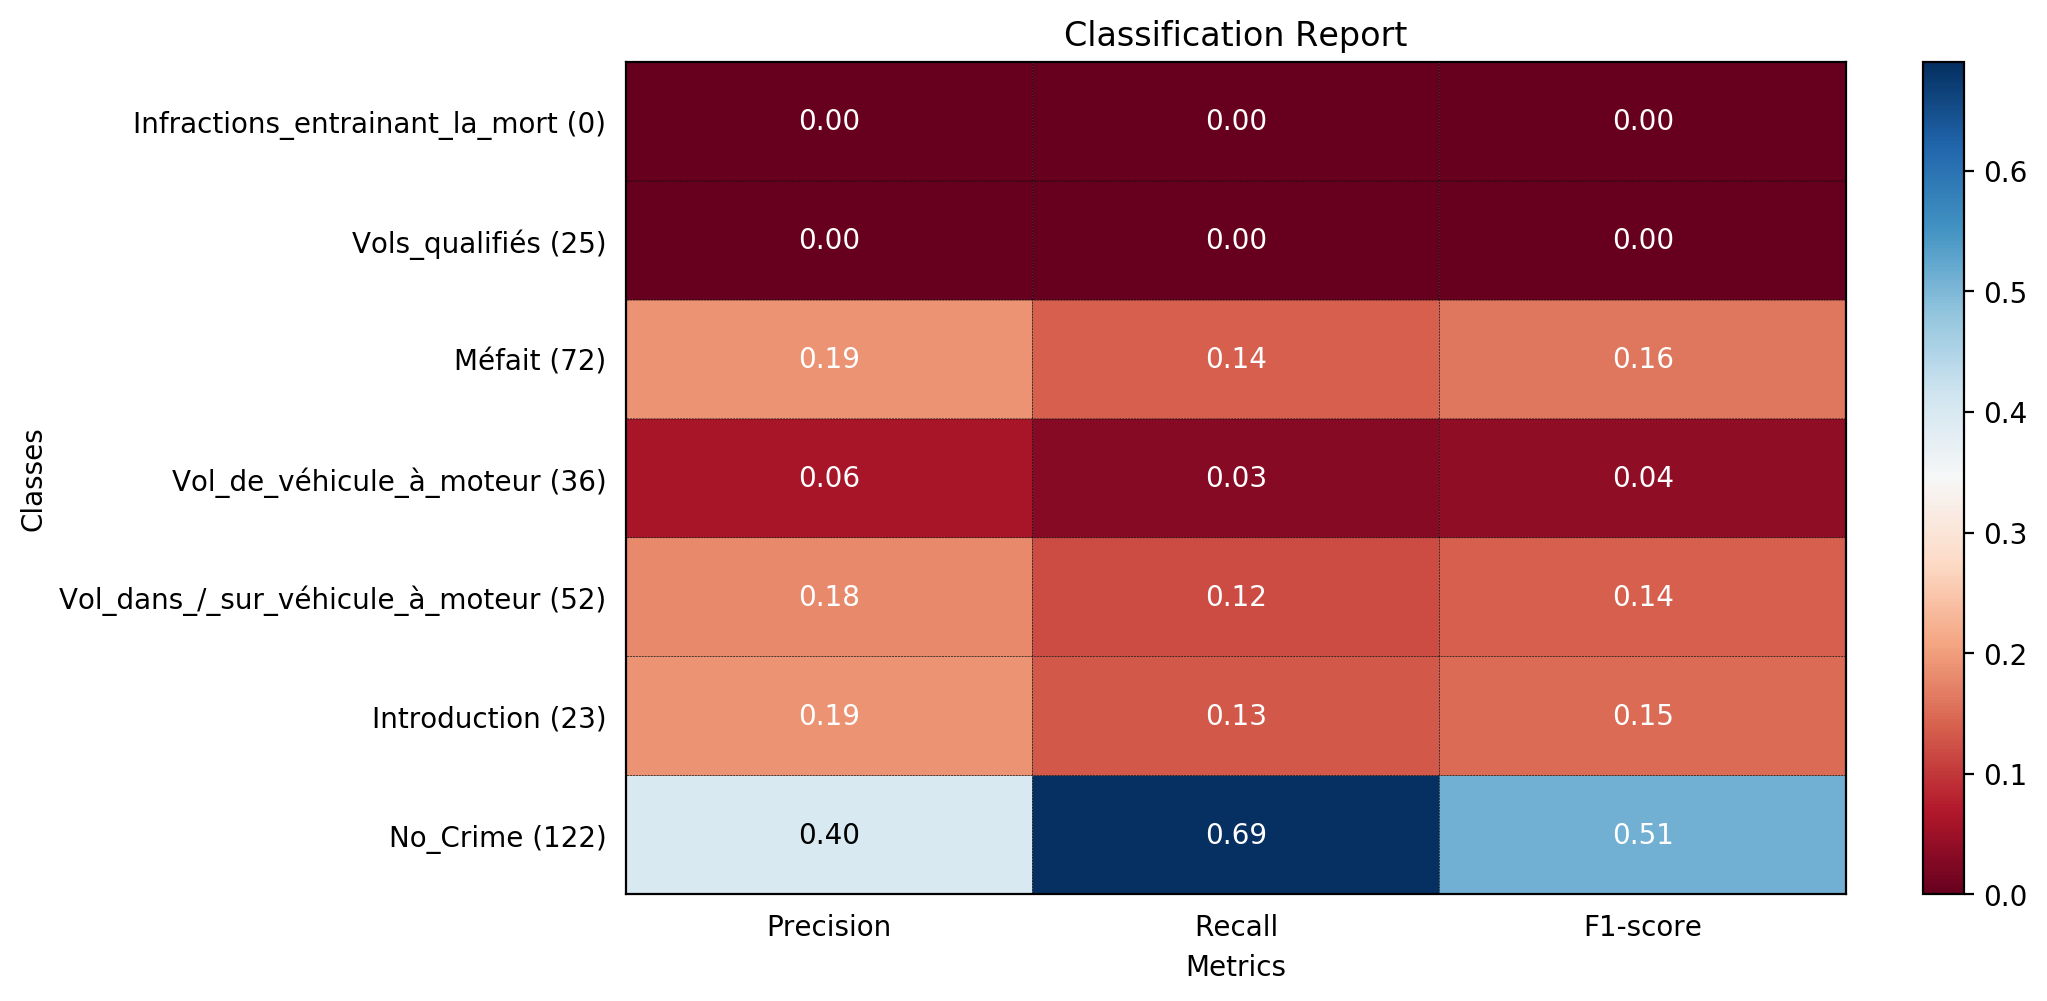 Classification Report
Infractions_entrainant_la_mort (0) 0.00 0.00 0.00
Vols_qualifiés (25) 0.00 0.00 0.00
Méfait (72) 0.19 0.14 0.16
Vol_de_véhicule_à_moteur (36) 0.06 0.03 0.04
Vol_dans_/_sur_véhicule_à_moteur (52) 0.18 0.12 0.14
Introduction (23) 0.19 0.13 0.15
No_Crime (122) 0.40 0.69 0.51
Classes
Precision Recall F1-score
Metrics
0.6
0.5
0.4
0.3
0.2
0.1
0.0